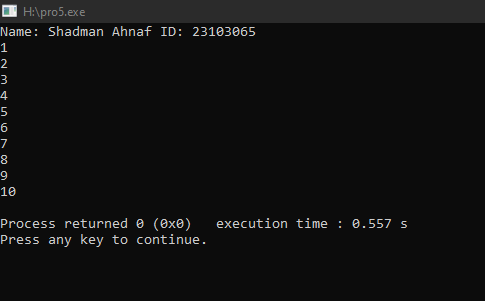 H:\pro5.exe
Name: Shadman Ahnaf ID: 23103065
1
2
3
4
5
6
7
8
9
10
Process returned 0 (0x0)   execution time : 0.557 s
Press any key to continue.